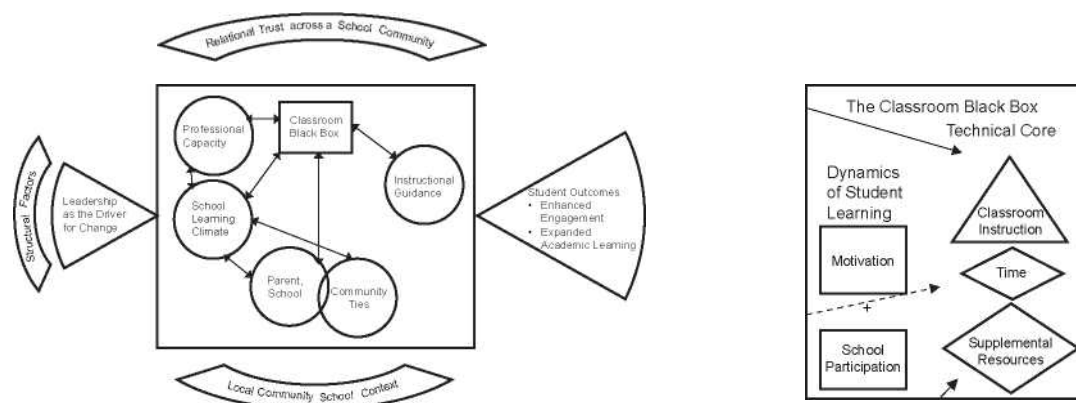 Relational Trust across a School Community
Structural Factors
Leadership
as the Driver
for Change
Professional
Capacity
Classroom
Black Box
Instructional
Guidance
School
Learning
Climate
Parent,
School
Community
Ties
Student Outcomes
• Enhanced
Engagement
• Expanded
Academic Learning
Local Community School Context
The Classroom Black Box
Technical Core
Dynamics
of Student
Learning
Classroom
Instruction
Motivation
Time
+
School
Participation
Supplemental
Resources